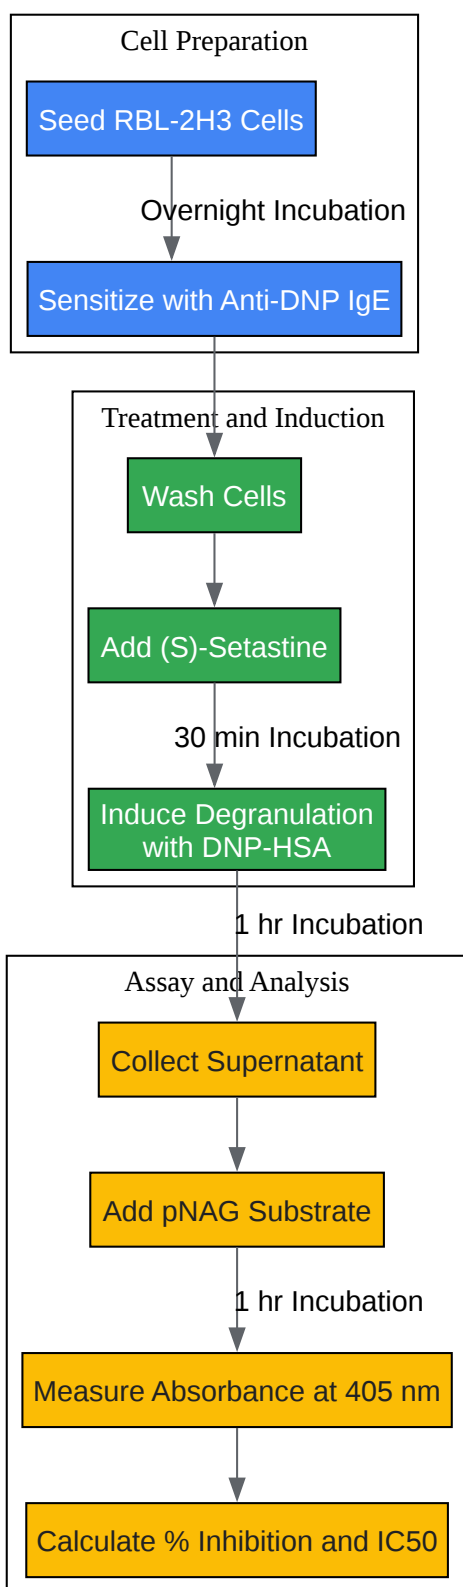 Cell Preparation
Seed RBL-2H3 Cells
Overnight Incubation
Sensitize with Anti-DNP IgE
Treatment and Induction
Wash Cells
Add (S)-Setastine
30 min Incubation
Induce Degranulation
with DNP-HSA
1 hr Incubation
Assay and Analysis
Collect Supernatant
Add pNAG Substrate
1 hr Incubation
Measure Absorbance at 405 nm
Calculate % Inhibition and IC50